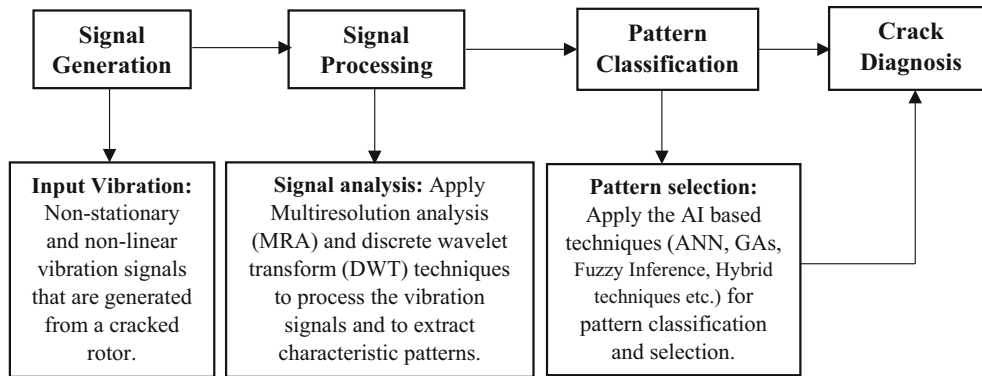 Signal
Generation
Signal
Processing
Pattern
Classification
Crack
Diagnosis
Input Vibration:
Non-stationary
and non-linear
vibration signals
that are generated
from a cracked
rotor.
Signal analysis: Apply
Multiresolution analysis
(MRA) and discrete wavelet
transform (DWT) techniques
to process the vibration
signals and to extract
characteristic patterns.
Pattern selection:
Apply the AI based
techniques (ANN, GAs,
Fuzzy Inference, Hybrid
techniques etc.) for
pattern classification
and selection.